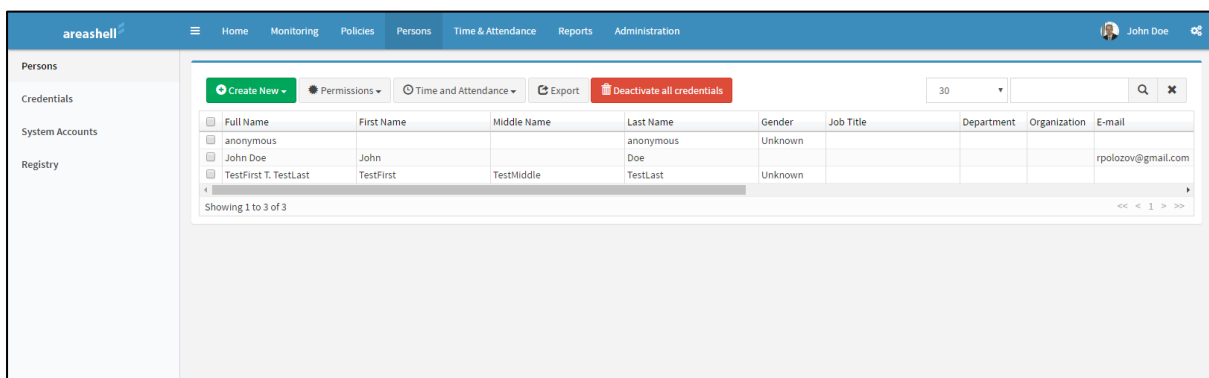 areashell
Home Monitoring Policies Persons Time & Attendance Reports Administration John Doe
Persons
Credentials
System Accounts
Registry
Create New Permissions Time and Attendance Export Deactivate all credentials 30
Full Name First Name Middle Name Last Name Gender Job Title Department Organization E-mail
anonymous anonymous Unknown
John Doe John Doe rpolozov@gmail.com
TestFirst T. TestLast TestFirst TestMiddle TestLast Unknown
Showing 1 to 3 of 3 << < 1 > >>